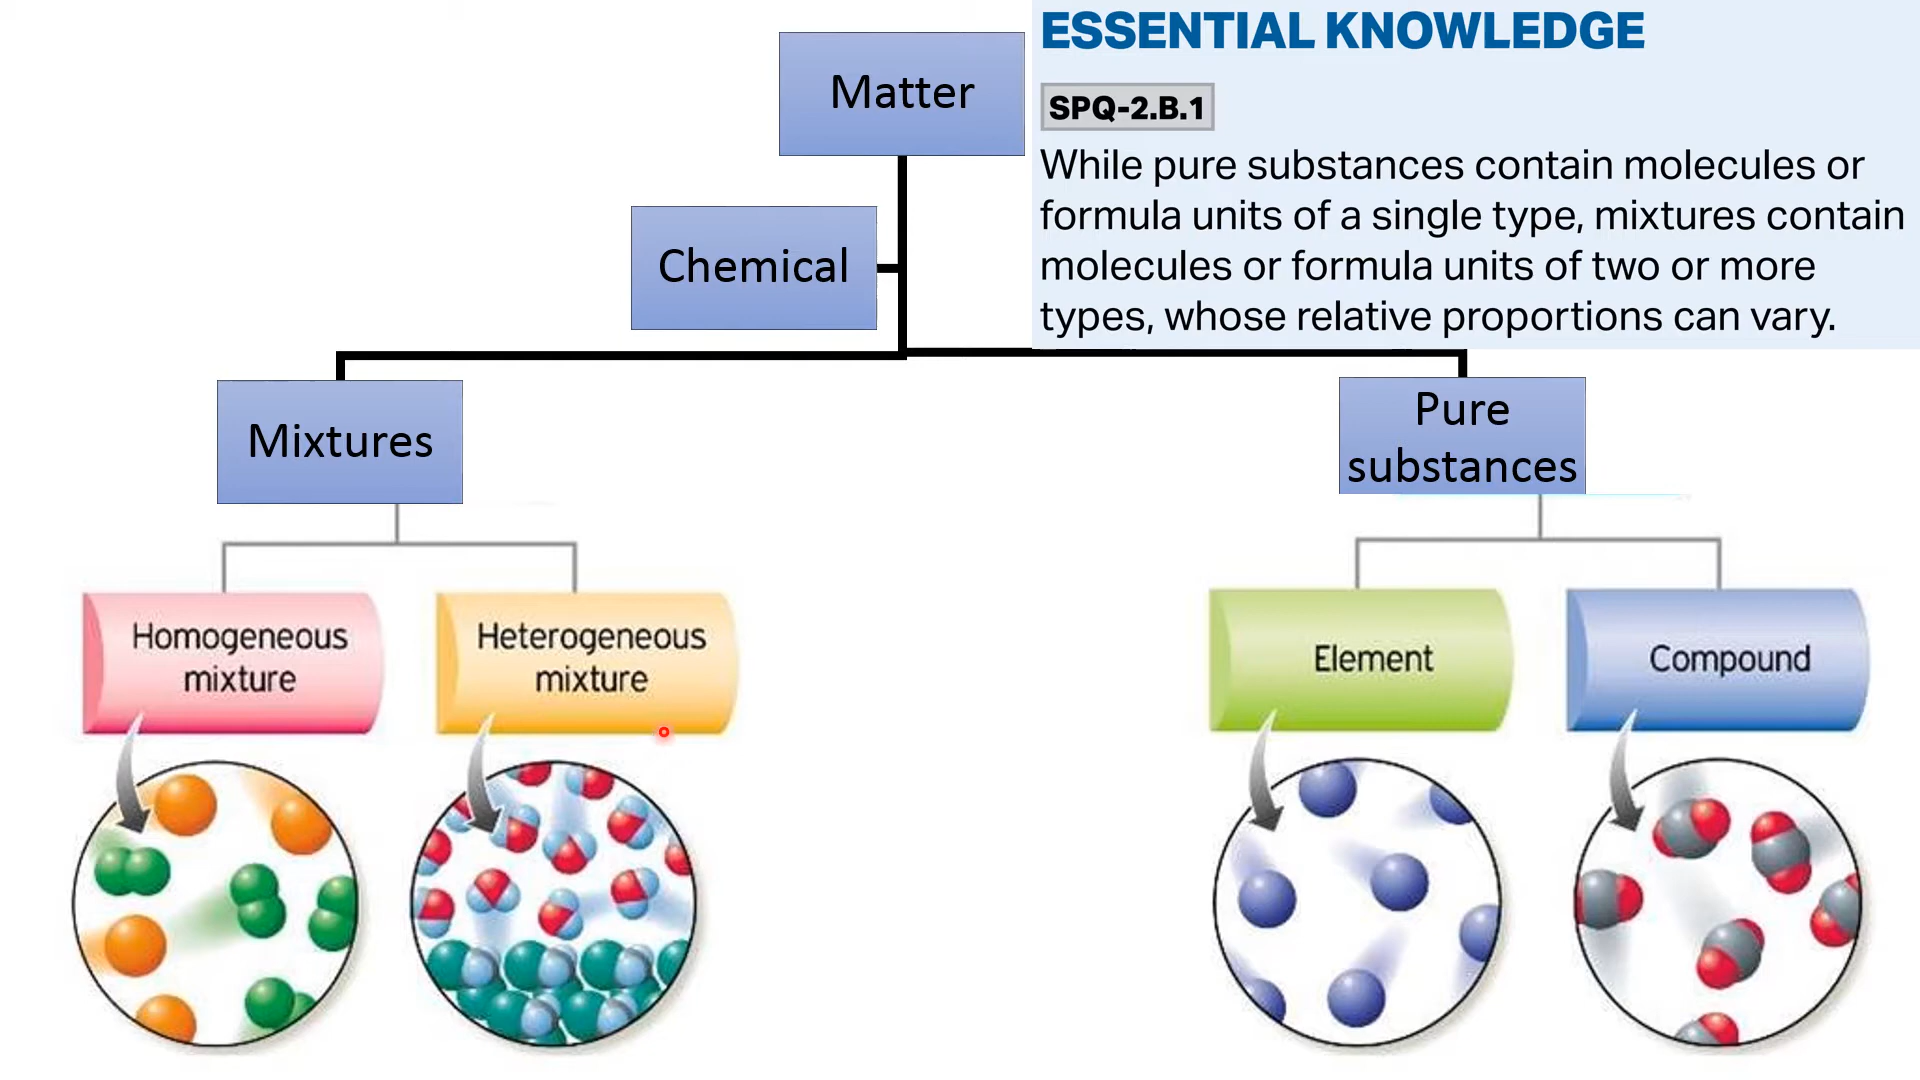 Matter
ESSENTIAL KNOWLEDGE
SPQ-2.B.1
While pure substances contain molecules or
formula units of a single type, mixtures contain
molecules or formula units of two or more
types, whose relative proportions can vary.
Chemical
Mixtures
Pure
substances
Homogeneous
mixture
Heterogeneous
mixture
Element
Compound